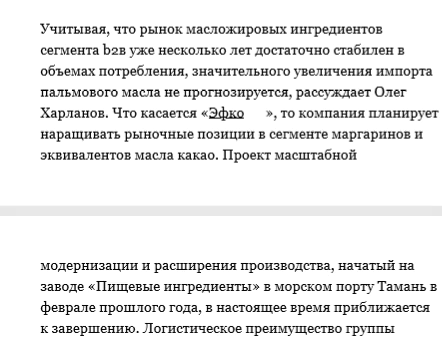 Учитывая, что рынок масложировых ингредиентов
сегмента b2в уже несколько лет достаточно стабилен в
объемах потребления, значительного увеличения импорта
пальмового масла не прогнозируется, рассуждает Олег
Харланов. Что касается «Эфко », то компания планирует
наращивать рыночные позиции в сегменте маргаринов и
эквивалентов масла какао. Проект масштабной
модернизации и расширения производства, начатый на
заводе «Пищевые ингредиенты» в морском порту Тамань в
феврале прошлого года, в настоящее время приближается
к завершению. Логистическое преимущество группы